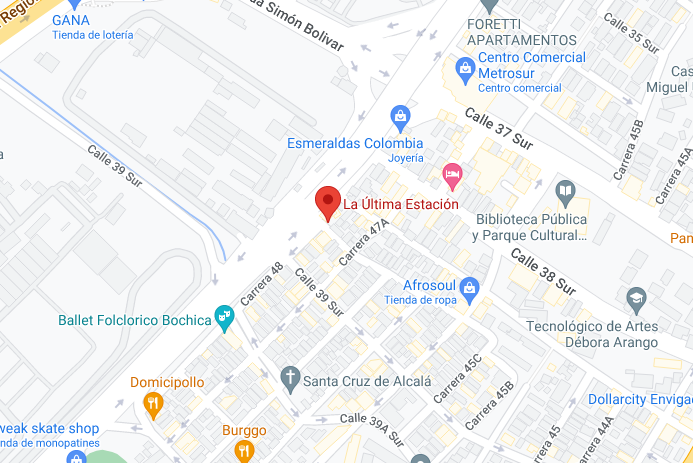 Region
GANA
Tienda de lotería
da Simón Bolivar
FORETTI
APARTAMENTOS
Calle 35 Sur
Centro Comercial
Metrosur
Centro comercial
Cas
Miguel
Esmeraldas Colombia
Joyería
Calle 37 Sur
Carrera 45B
Carrera 45A
a
Calle 39 Sur
La Última Estación
Biblioteca Pública
y Parque Cultural...
Pan
Carrera 47A
Calle 38 Sur
Carrera 48
Calle 39 Sur
Afrosoul
Tienda de ropa
Ballet Folclorico Bochica
Tecnológico de Artes
Débora Arango
Santa Cruz de Alcalá
Carrera 45C
Carrera 45B
Domicipollo
Dollarcity Envigad
weak skate shop
nda de monopatines
Burggo
Calle 39A Sur
Carrera 45
Carrera 44A